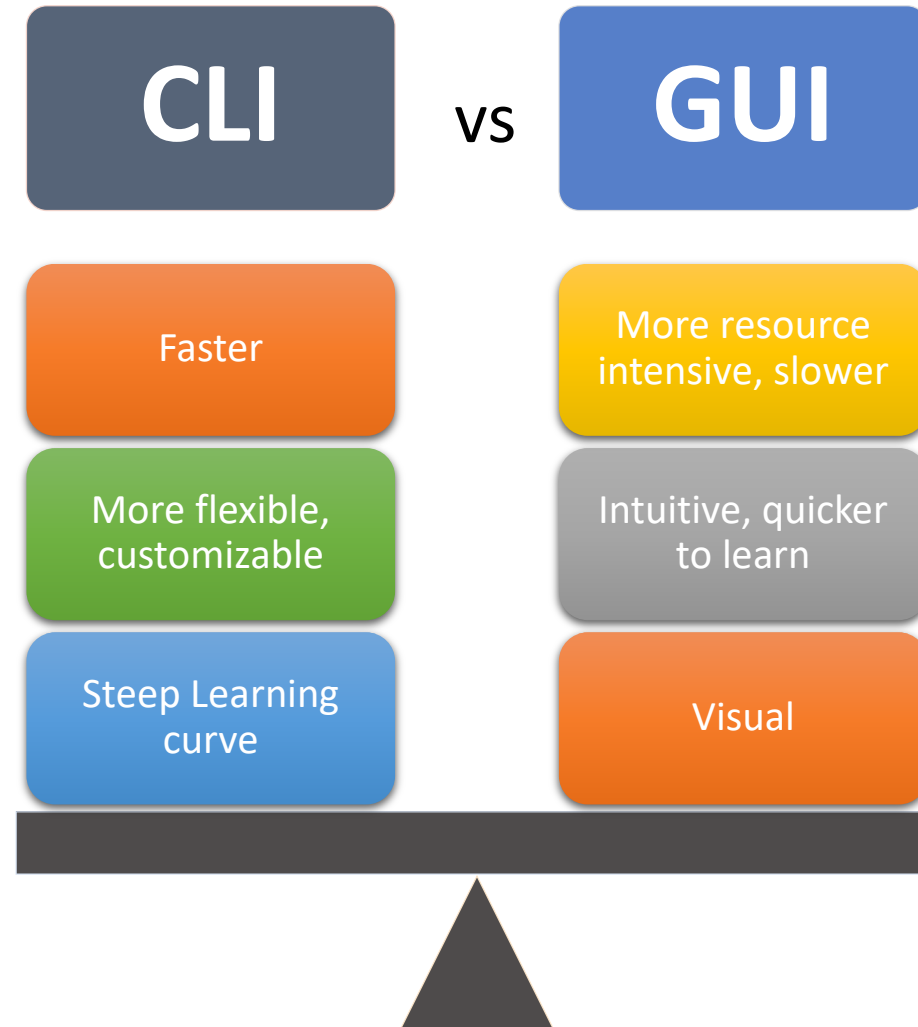 CLI
vs
GUI
Faster
More flexible,
customizable
Steep Learning
curve
More resource
intensive, slower
Intuitive, quicker
to learn
Visual